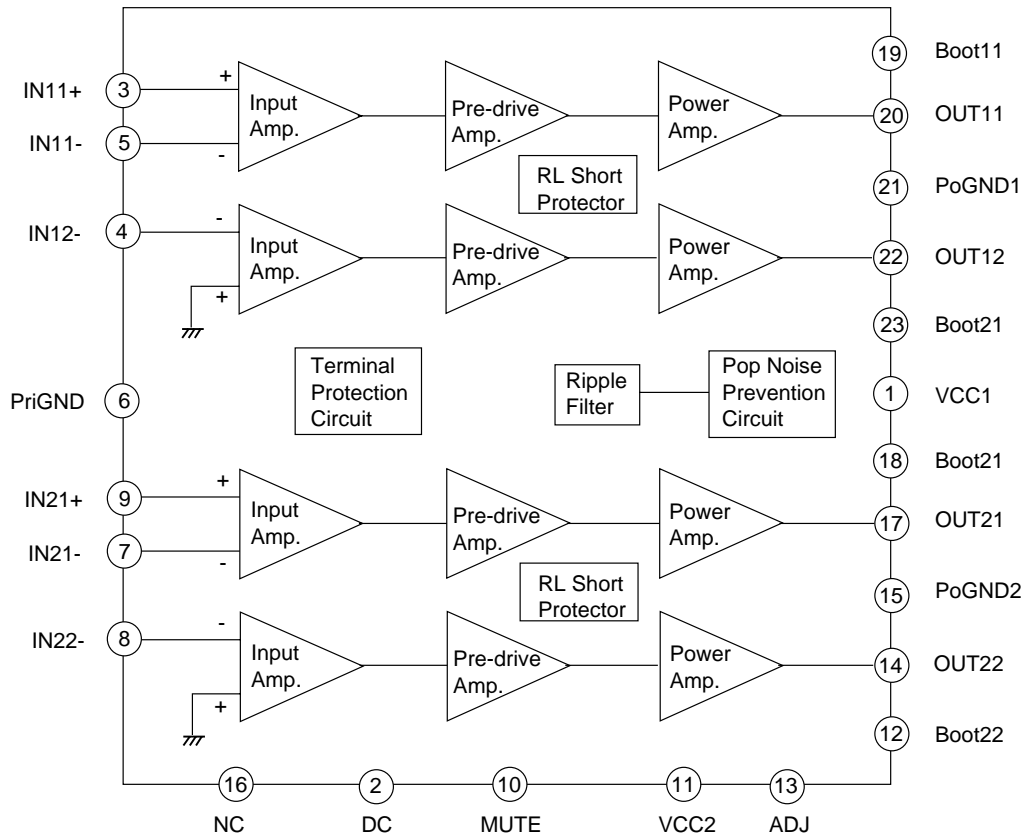 19 Boot11
IN11+ 3 +
Input
Amp.
Pre-drive
Amp.
Power
Amp.
20 OUT11
IN11- 5 -
RL Short
Protector
21 PoGND1
IN12- 4 -
Input
Amp.
+
Pre-drive
Amp.
Power
Amp.
22 OUT12
23 Boot21
Terminal
Protection
Circuit
Ripple
Filter
Pop Noise
Prevention
Circuit
PriGND 6
1 VCC1
18 Boot21
IN21+ 9 +
Input
Amp.
Pre-drive
Amp.
Power
Amp.
17 OUT21
IN21- 7 -
RL Short
Protector
15 PoGND2
IN22- 8 -
Input
Amp.
+
Pre-drive
Amp.
Power
Amp.
14 OUT22
12 Boot22
16 2 10 11 13
NC DC MUTE VCC2 ADJ